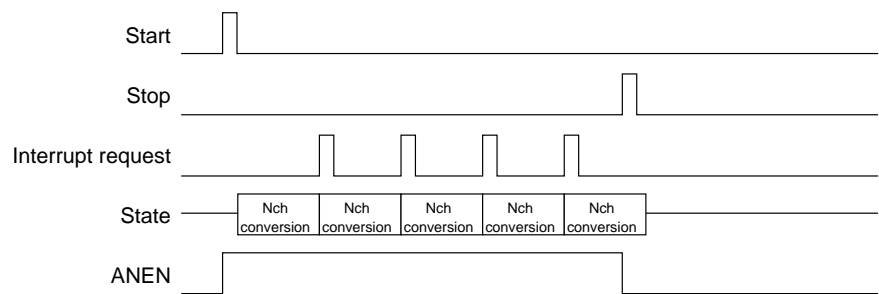 Start
Stop
Interrupt request
State
Nch
conversion
Nch
conversion
Nch
conversion
Nch
conversion
Nch
conversion
ANEN